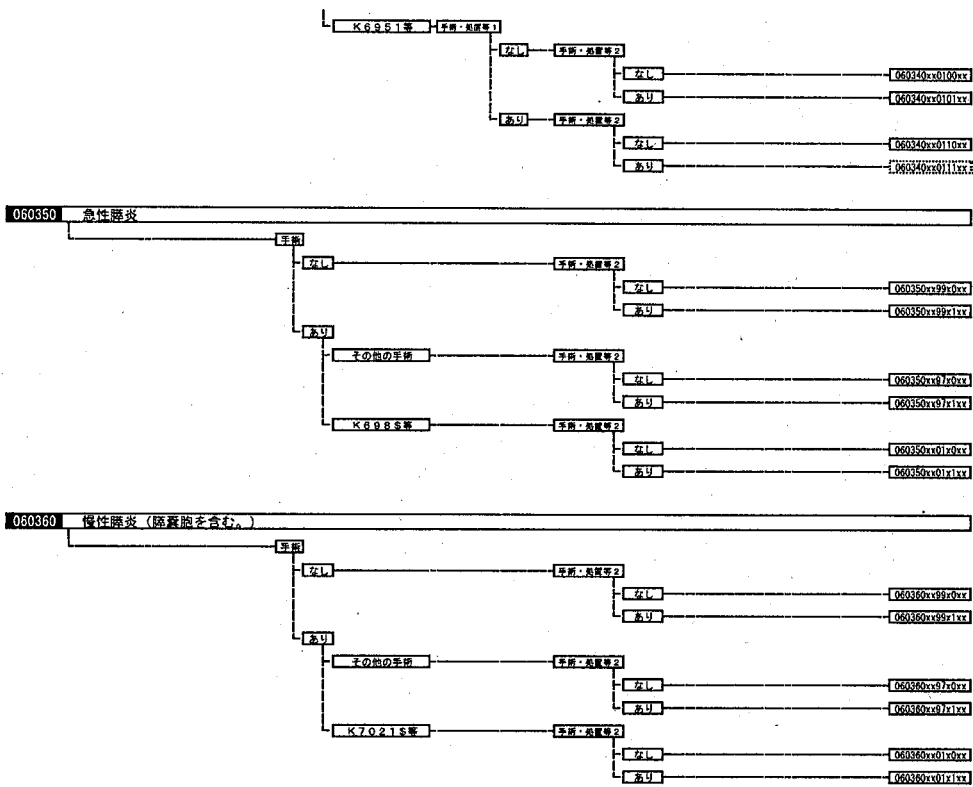 K6951等 手術・処置等1
なし 手術・処置等2
なし 060340xx0100xx
あり 060340xx0101xx
あり 手術・処置等2
なし 060340xx0110xx
あり 060340xx0111xx
060350 急性膵炎
手術
なし 手術・処置等2
なし 060350xx99x0xx
あり 060350xx99x1xx
あり
その他の手術 手術・処置等2
なし 060350xx97x0xx
あり 060350xx97x1xx
K698$等 手術・処置等2
なし 060350xx01x0xx
あり 060350xx01x1xx
060360 慢性膵炎（膵嚢胞を含む。）
手術
なし 手術・処置等2
なし 060360xx99x0xx
あり 060360xx99x1xx
あり
その他の手術 手術・処置等2
なし 060360xx97x0xx
あり 060360xx97x1xx
K7021$等 手術・処置等2
なし 060360xx01x0xx
あり 060360xx01x1xx